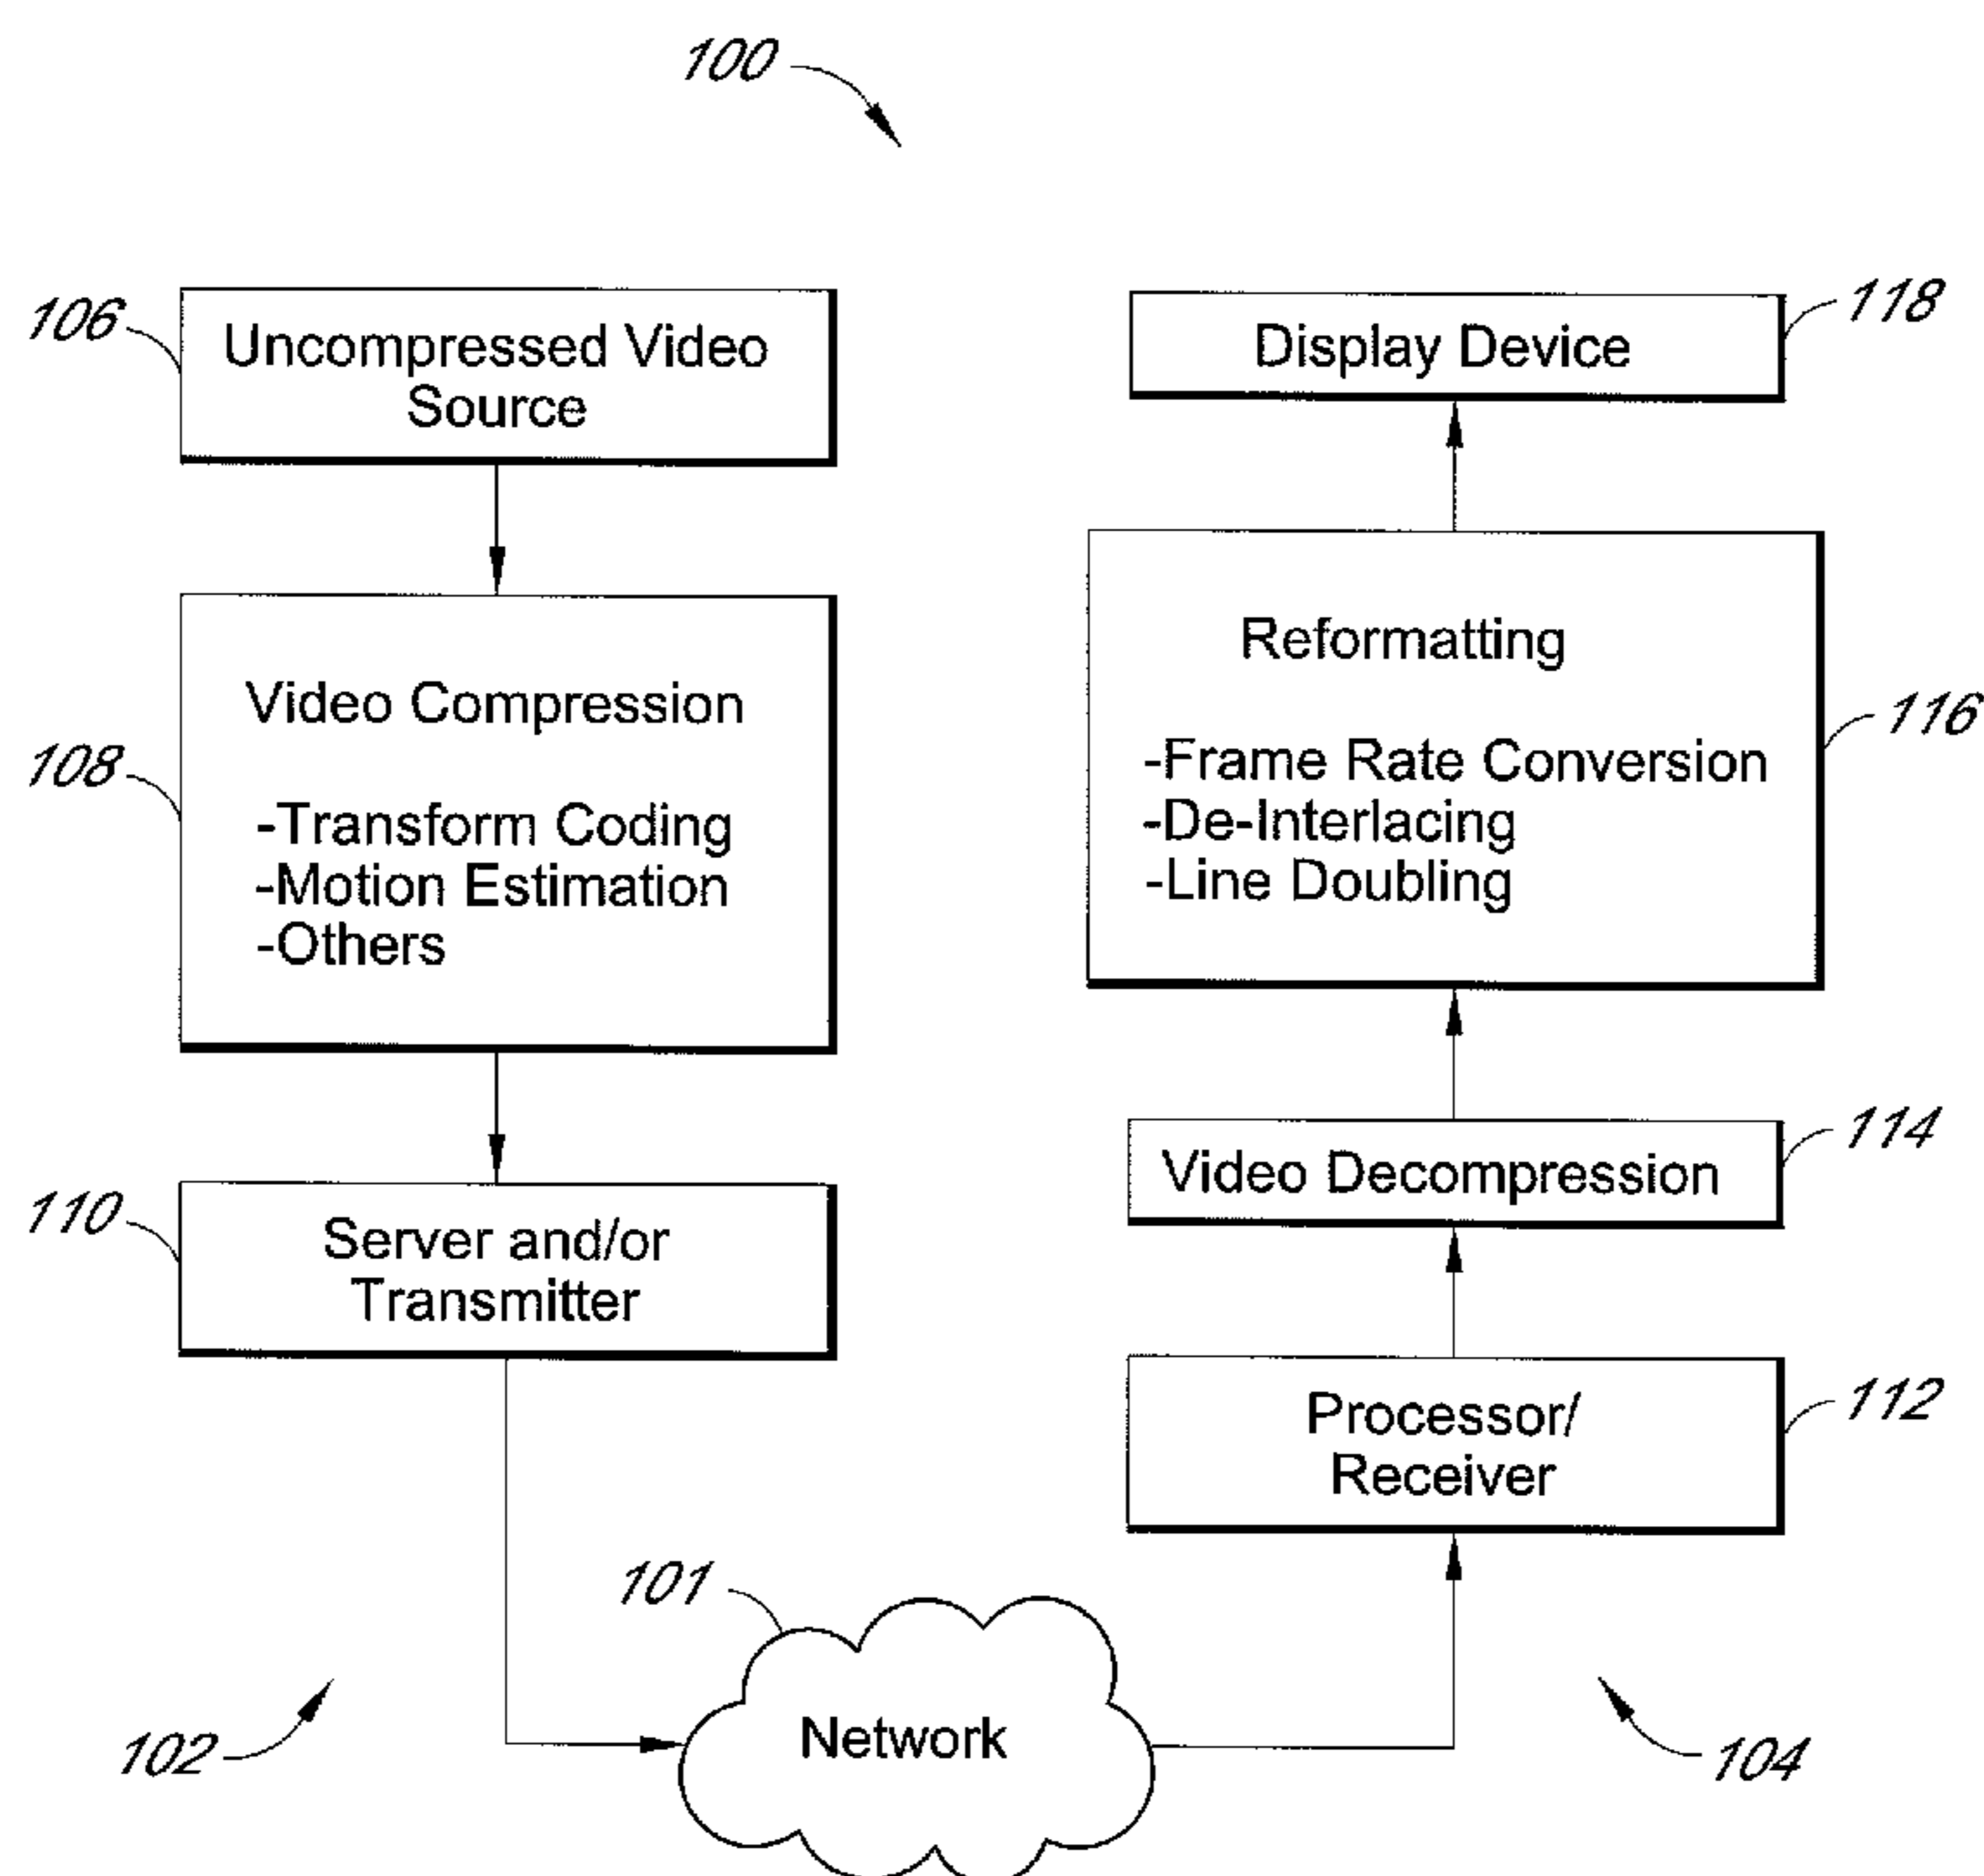 100
106
Uncompressed Video
Source
108
Video Compression
-Transform Coding
-Motion Estimation
-Others
110
Server and/or
Transmitter
102
101
Network
118
Display Device
116
Reformatting
-Frame Rate Conversion
-De-Interlacing
-Line Doubling
114
Video Decompression
112
Processor/
Receiver
104